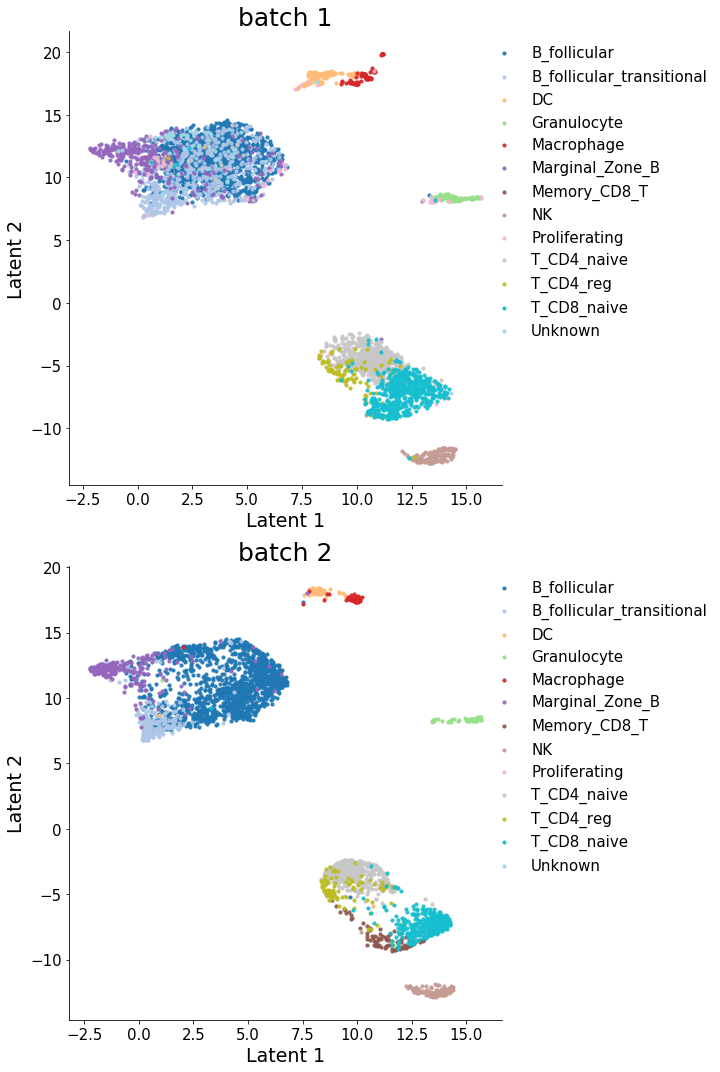 batch 1
20
15
10
5
0
−5
−10
Latent 2
−2.5 0.0 2.5 5.0 7.5 10.0 12.5 15.0
Latent 1
B_follicular
B_follicular_transitional
DC
Granulocyte
Macrophage
Marginal_Zone_B
Memory_CD8_T
NK
Proliferating
T_CD4_naive
T_CD4_reg
T_CD8_naive
Unknown
batch 2
20
15
10
5
0
−5
−10
Latent 2
−2.5 0.0 2.5 5.0 7.5 10.0 12.5 15.0
Latent 1
B_follicular
B_follicular_transitional
DC
Granulocyte
Macrophage
Marginal_Zone_B
Memory_CD8_T
NK
Proliferating
T_CD4_naive
T_CD4_reg
T_CD8_naive
Unknown